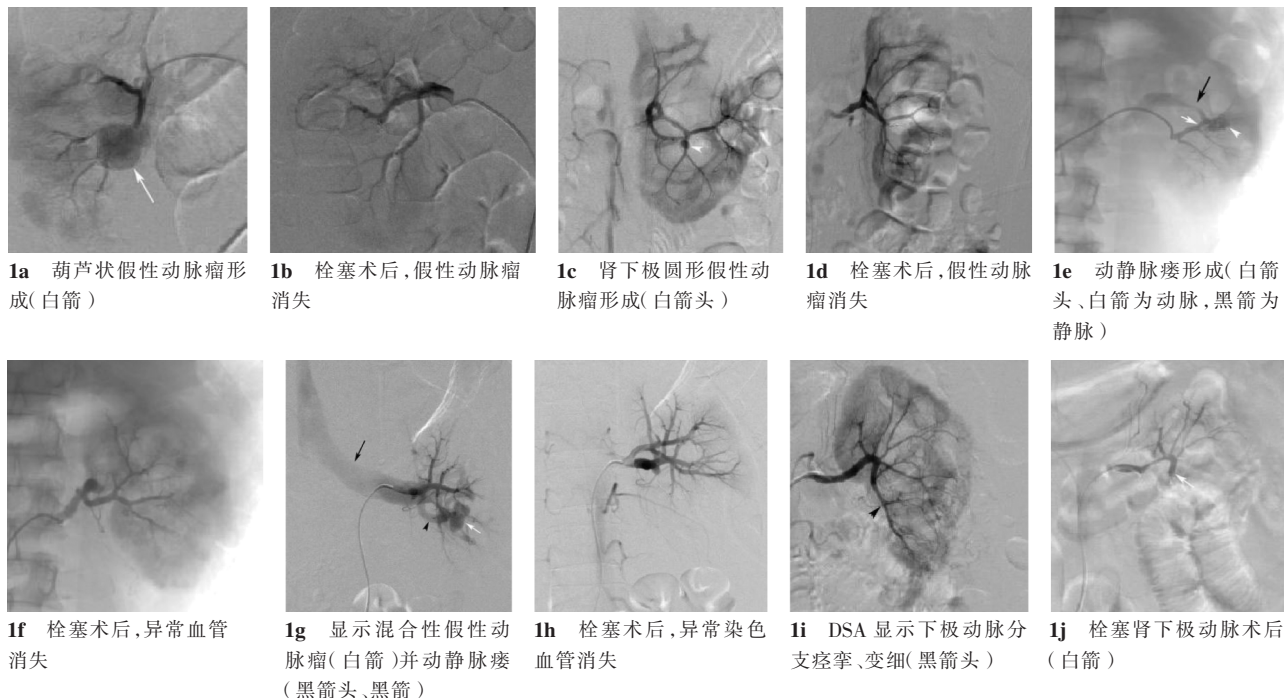 1a 葫芦状假性动脉瘤形
成(白箭)
1b 栓塞术后,假性动脉瘤
消失
1c 肾下极圆形假性动
脉瘤形成(白箭头)
1d 栓塞术后,假性动脉
瘤消失
1e 动静脉瘘形成(白箭
头、白箭为动脉,黑箭为
静脉)
1f 栓塞术后,异常血管
消失
1g 显示混合性假性动
脉瘤(白箭)并动静脉瘘
(黑箭头、黑箭)
1h 栓塞术后,异常染色
血管消失
1i DSA 显示下极动脉分
支痉挛、变细(黑箭头)
1j 栓塞肾下极动脉术后
(白箭)